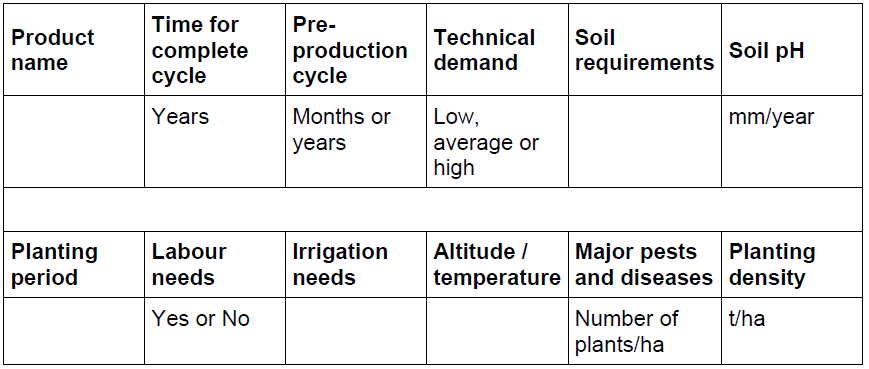 Product name
Time for complete cycle
Pre-production cycle
Technical demand
Soil requirements
Soil pH
Years
Months or years
Low, average or high
mm/year
Planting period
Labour needs
Irrigation needs
Altitude / temperature
Major pests and diseases
Planting density
Yes or No
Number of plants/ha
t/ha